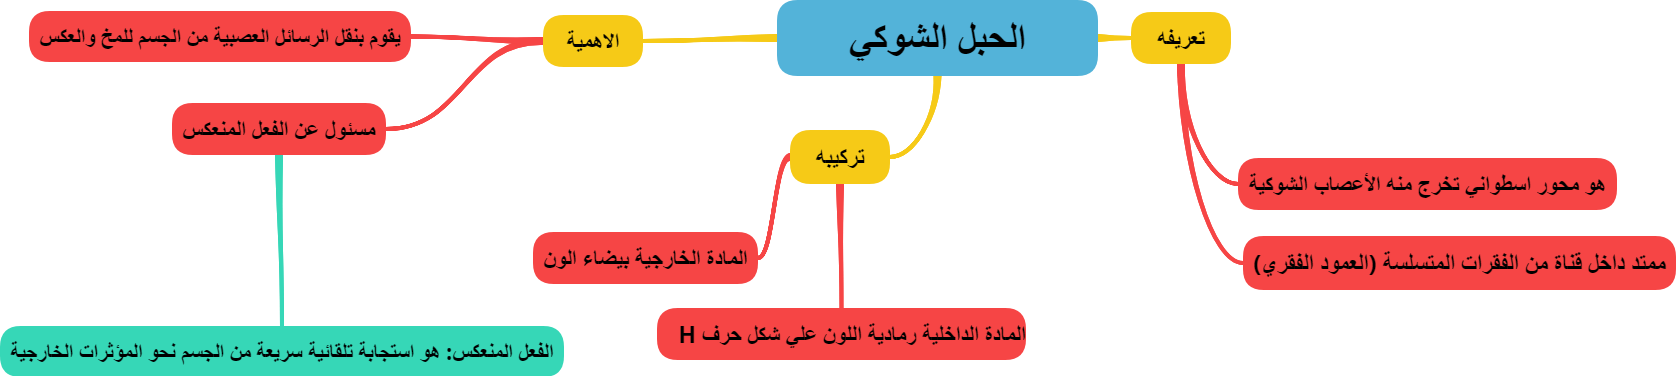 الحبل الشوكي
تعريفه
هو محور اسطواني تخرج منه الأعصاب الشوكية
ممتد داخل قناة من الفقرات المتسلسة (العمود الفقري)
تركيبه
المادة الخارجية بيضاء الون
المادة الداخلية رمادية اللون علي شكل حرف H
الاهمية
يقوم بنقل الرسائل العصبية من الجسم للمخ والعكس
مسئول عن الفعل المنعكس
الفعل المنعكس: هو استجابة تلقائية سريعة من الجسم نحو المؤثرات الخارجية